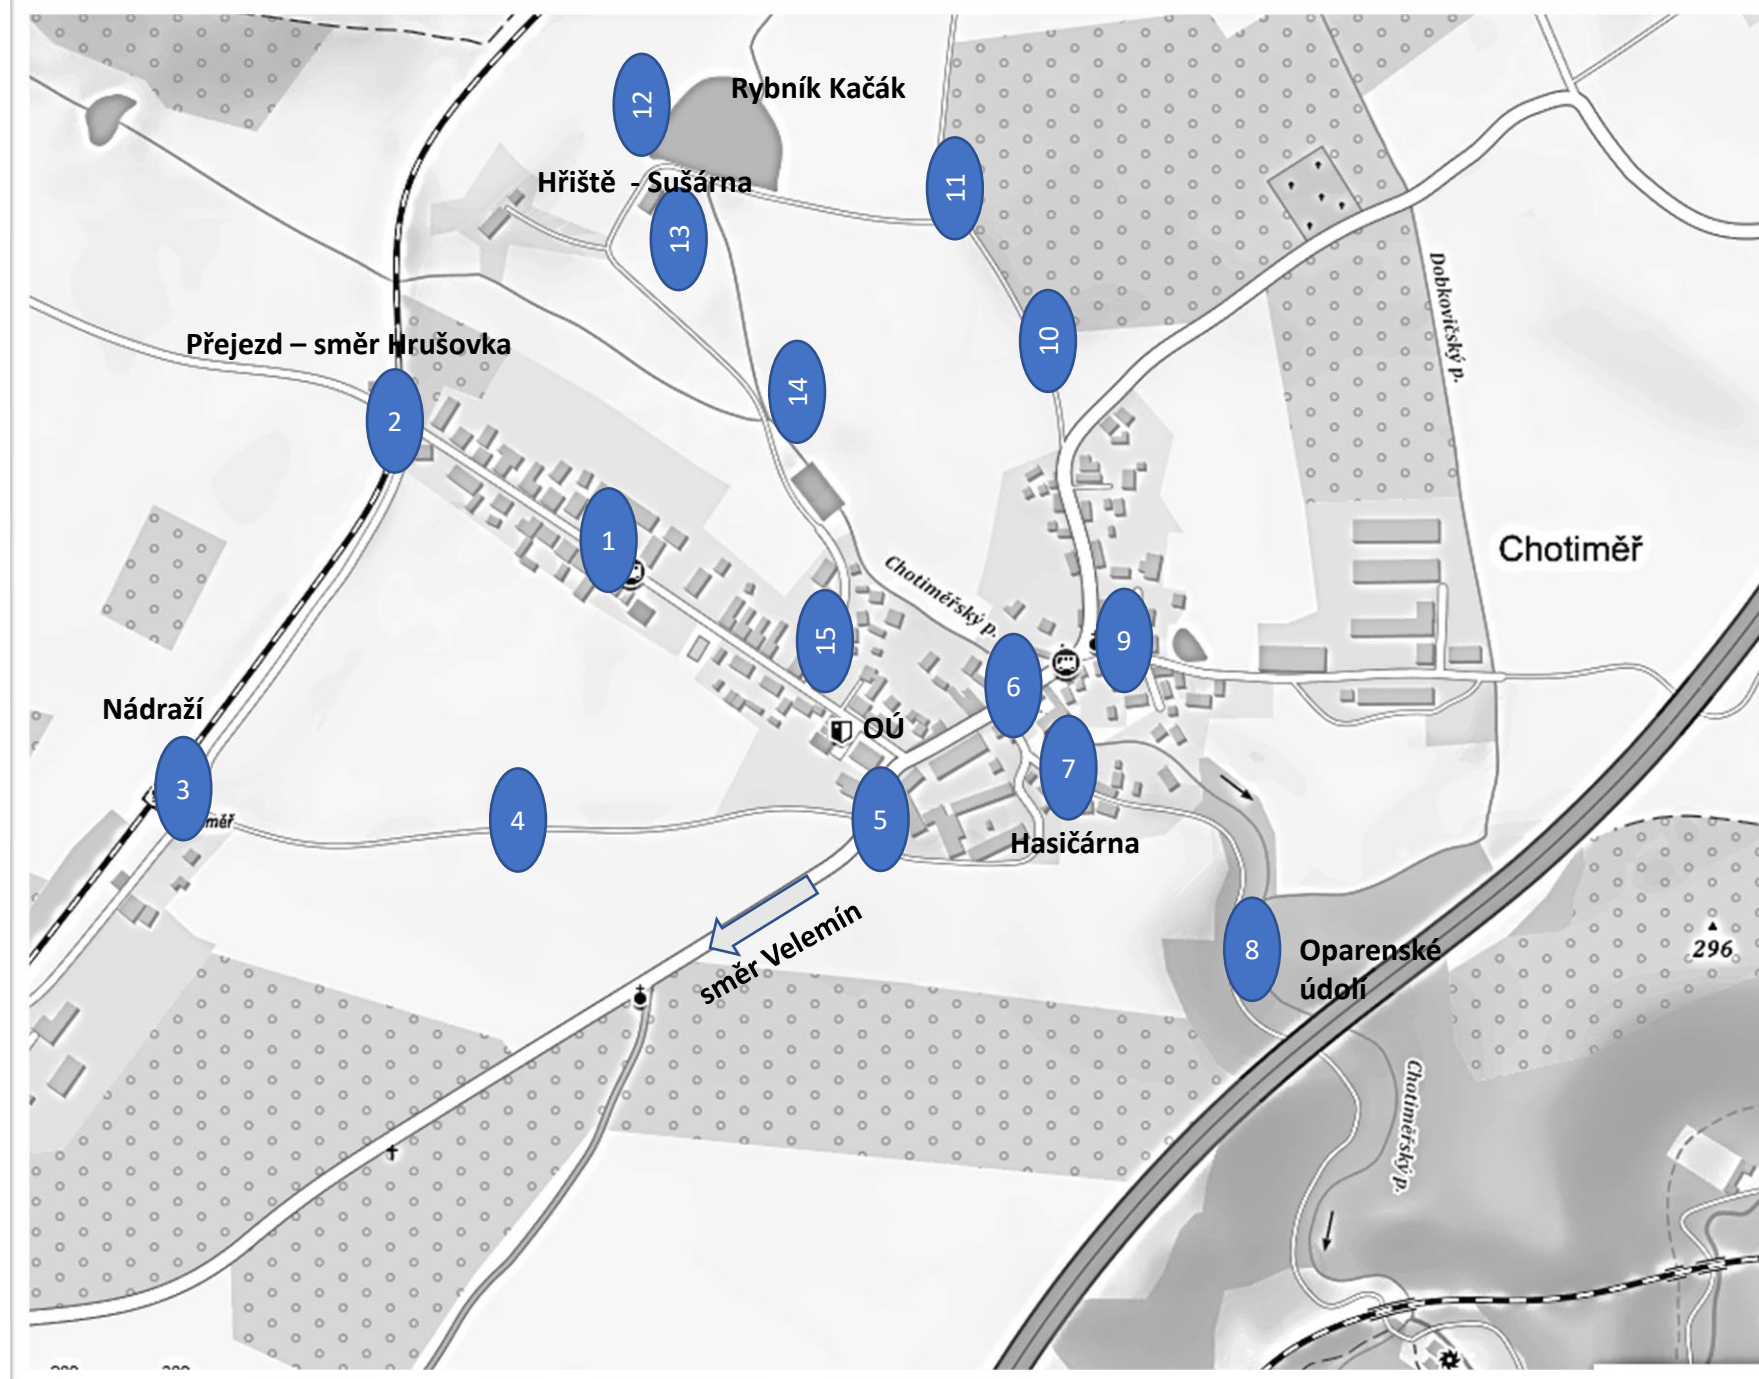 12
Rybník Kačák
Hřiště - Sušárna
11
13
Dobkovičský p.
Přejezd – směr Hrušovka
10
14
2
1
Chotiměř
Chotiměřský p.
15
9
6
Nádraží
OÚ
7
3
měř
4
5
Hasičárna
směr Velemín
8
Oparenské
údolí
296
Chotiměřský p.